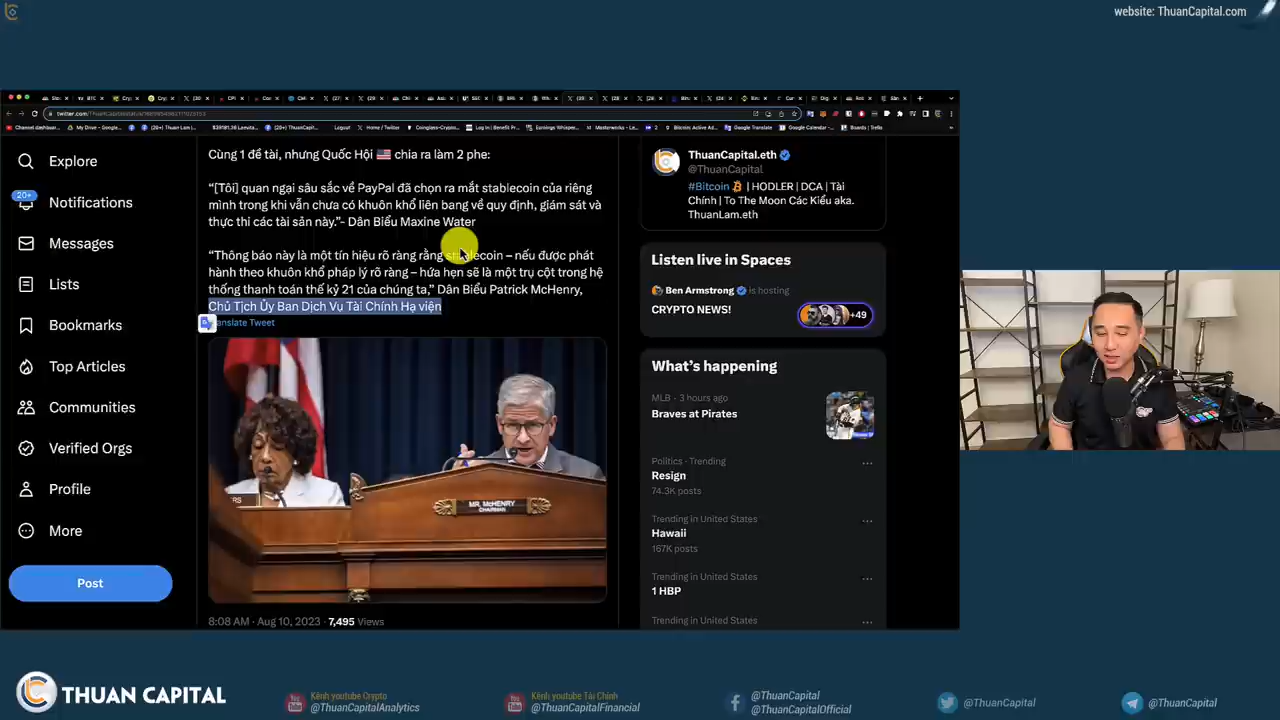 website: ThuanCapital.com
Explore
20+
Notifications
Messages
Lists
Bookmarks
Top Articles
Communities
Verified Orgs
Profile
More
Post
Cùng 1 đề tài, nhưng Quốc Hội 🇺🇸 chia ra làm 2 phe:
“[Tôi] quan ngại sâu sắc về PayPal đã chọn ra mắt stablecoin của riêng
mình trong khi vẫn chưa có khuôn khổ liên bang về quy định, giám sát và
thực thi các tài sản này.”- Dân Biểu Maxine Water
“Thông báo này là một tín hiệu rõ ràng rằng stablecoin – nếu được phát
hành theo khuôn khổ pháp lý rõ ràng – hứa hẹn sẽ là một trụ cột trong hệ
thống thanh toán thế kỷ 21 của chúng ta,” Dân Biểu Patrick McHenry,
Chủ Tịch Ủy Ban Dịch Vụ Tài Chính Hạ viện
Translate Tweet
MR. McHENRY
CHAIRMAN
8:08 AM · Aug 10, 2023 · 7,495 Views
ThuanCapital.eth
@ThuanCapital
#Bitcoin | HODLER | DCA | Tài
Chính | To The Moon Các Kiểu aka.
ThuanLam.eth
Listen live in Spaces
Ben Armstrong is hosting
CRYPTO NEWS!
+49
What’s happening
MLB · 3 hours ago
Braves at Pirates
Politics · Trending
Resign
74.3K posts
Trending in United States
Hawaii
167K posts
Trending in United States
1 HBP
Trending in United States
THUAN CAPITAL
Kênh youtube Crypto
@ThuanCapitalAnalytics
Kênh youtube Tài Chính
@ThuanCapitalFinancial
@ThuanCapital
@ThuanCapitalOfficial
@ThuanCapital
@ThuanCapital